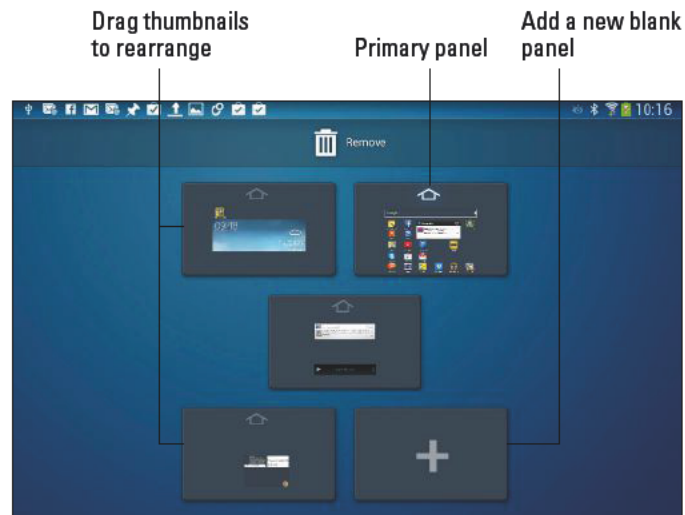 Drag thumbnails
to rearrange
Primary panel
Add a new blank
panel
10:16
Remove